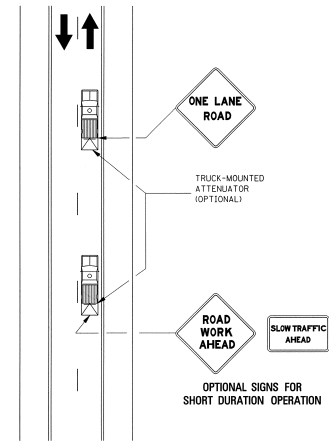 ONE LANE
ROAD
TRUCK-MOUNTED
ATTENUATOR
(OPTIONAL)
ROAD
WORK
AHEAD
SLOW TRAFFIC
AHEAD
OPTIONAL SIGNS FOR
SHORT DURATION OPERATION